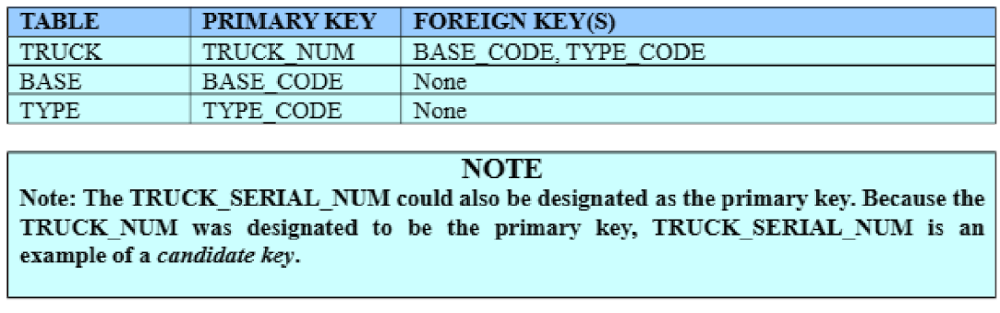 TABLE PRIMARY KEY FOREIGN KEY(S)
TRUCK TRUCK_NUM BASE_CODE, TYPE_CODE
BASE BASE_CODE None
TYPE TYPE_CODE None
NOTE
Note: The TRUCK_SERIAL_NUM could also be designated as the primary key. Because the
TRUCK_NUM was designated to be the primary key, TRUCK_SERIAL_NUM is an
example of a candidate key.